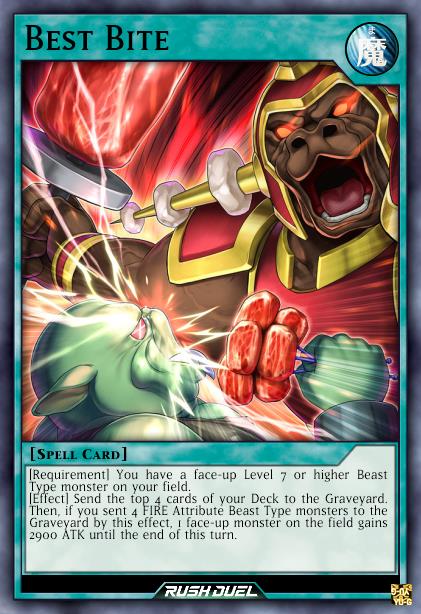 BEST BITE
ま
魔
[SPELL CARD]
[Requirement] You have a face-up Level 7 or higher Beast
Type monster on your field.
[Effect] Send the top 4 cards of your Deck to the Graveyard.
Then, if you sent 4 FIRE Attribute Beast Type monsters to the
Graveyard by this effect, 1 face-up monster on the field gains
2900 ATK until the end of this turn.
RUSH DUEL